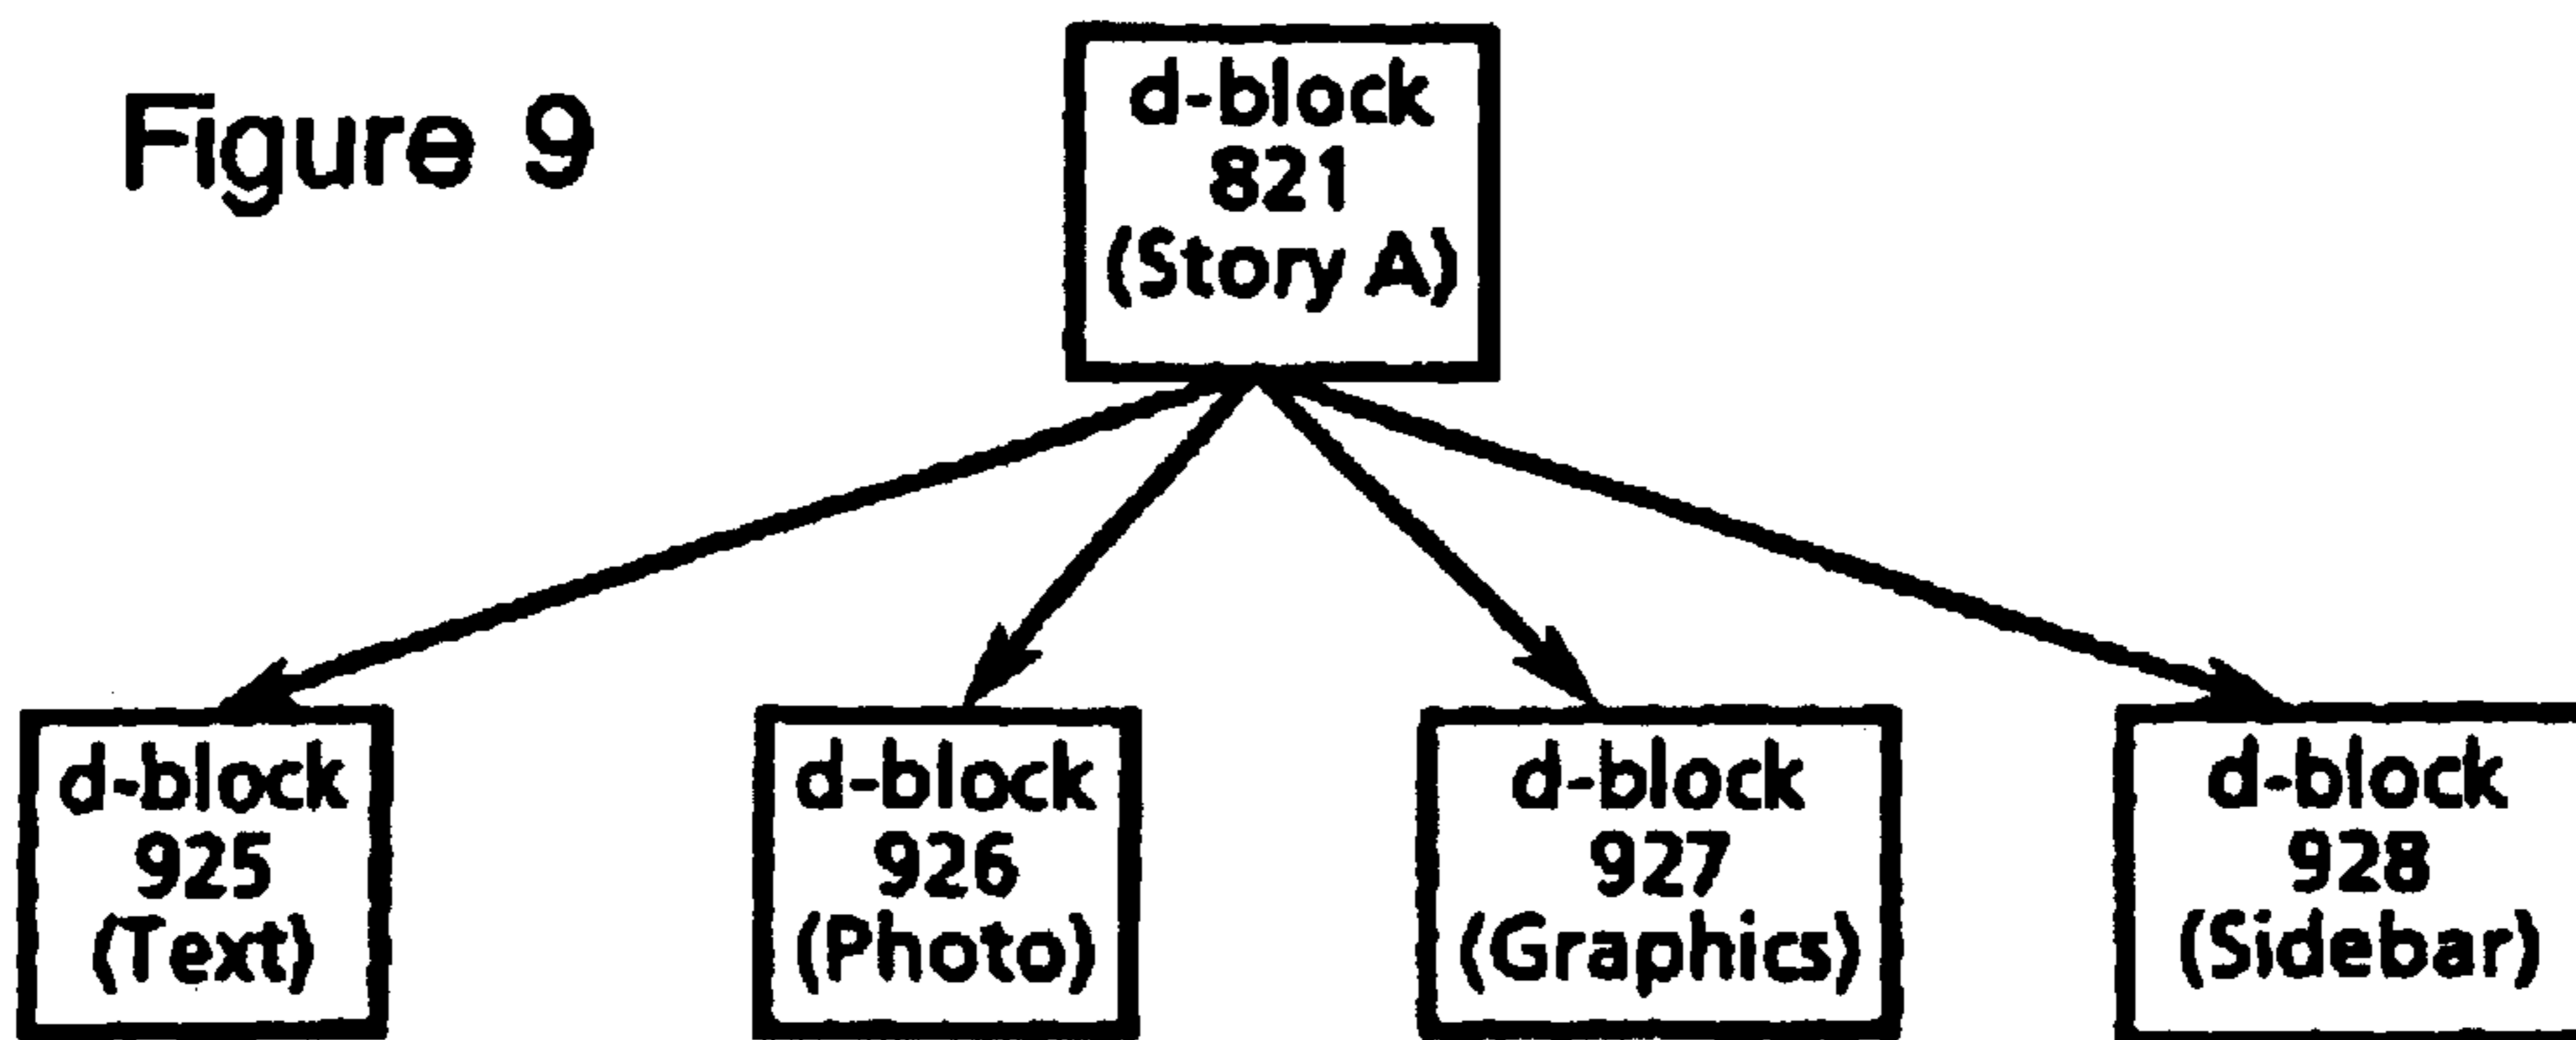 Figure 9
d-block
821
(Story A)
d-block
925
(Text)
d-block
926
(Photo)
d-block
927
(Graphics)
d-block
928
(Sidebar)